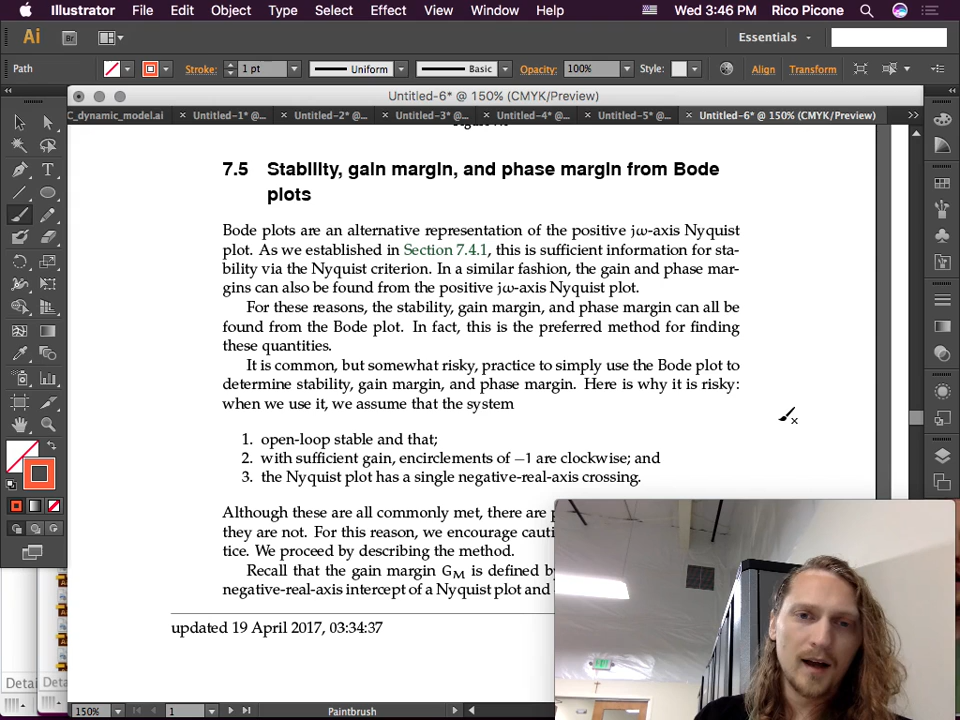 Illustrator File Edit Object Type Select Effect View Window Help Wed 3:46 PM Rico Picone
Ai Br Essentials
Path Stroke: 1 pt Uniform Basic Opacity: 100% Style: Align Transform
Untitled-6* @ 150% (CMYK/Preview)
C_dynamic_model.ai × Untitled-1* @... × Untitled-2* @... × Untitled-3* @... × Untitled-4* @... × Untitled-5* @... × Untitled-6* @ 150% (CMYK/Preview)
7.5 Stability, gain margin, and phase margin from Bode
plots
Bode plots are an alternative representation of the positive jω-axis Nyquist
plot. As we established in Section 7.4.1, this is sufficient information for sta-
bility via the Nyquist criterion. In a similar fashion, the gain and phase mar-
gins can also be found from the positive jω-axis Nyquist plot.
For these reasons, the stability, gain margin, and phase margin can all be
found from the Bode plot. In fact, this is the preferred method for finding
these quantities.
It is common, but somewhat risky, practice to simply use the Bode plot to
determine stability, gain margin, and phase margin. Here is why it is risky:
when we use it, we assume that the system
1. open-loop stable and that;
2. with sufficient gain, encirclements of −1 are clockwise; and
3. the Nyquist plot has a single negative-real-axis crossing.
Although these are all commonly met, there are
they are not. For this reason, we encourage
tice. We proceed by describing the method.
Recall that the gain margin G_M is defined
negative-real-axis intercept of a Nyquist plot and
updated 19 April 2017, 03:34:37
150% 1 Paintbrush